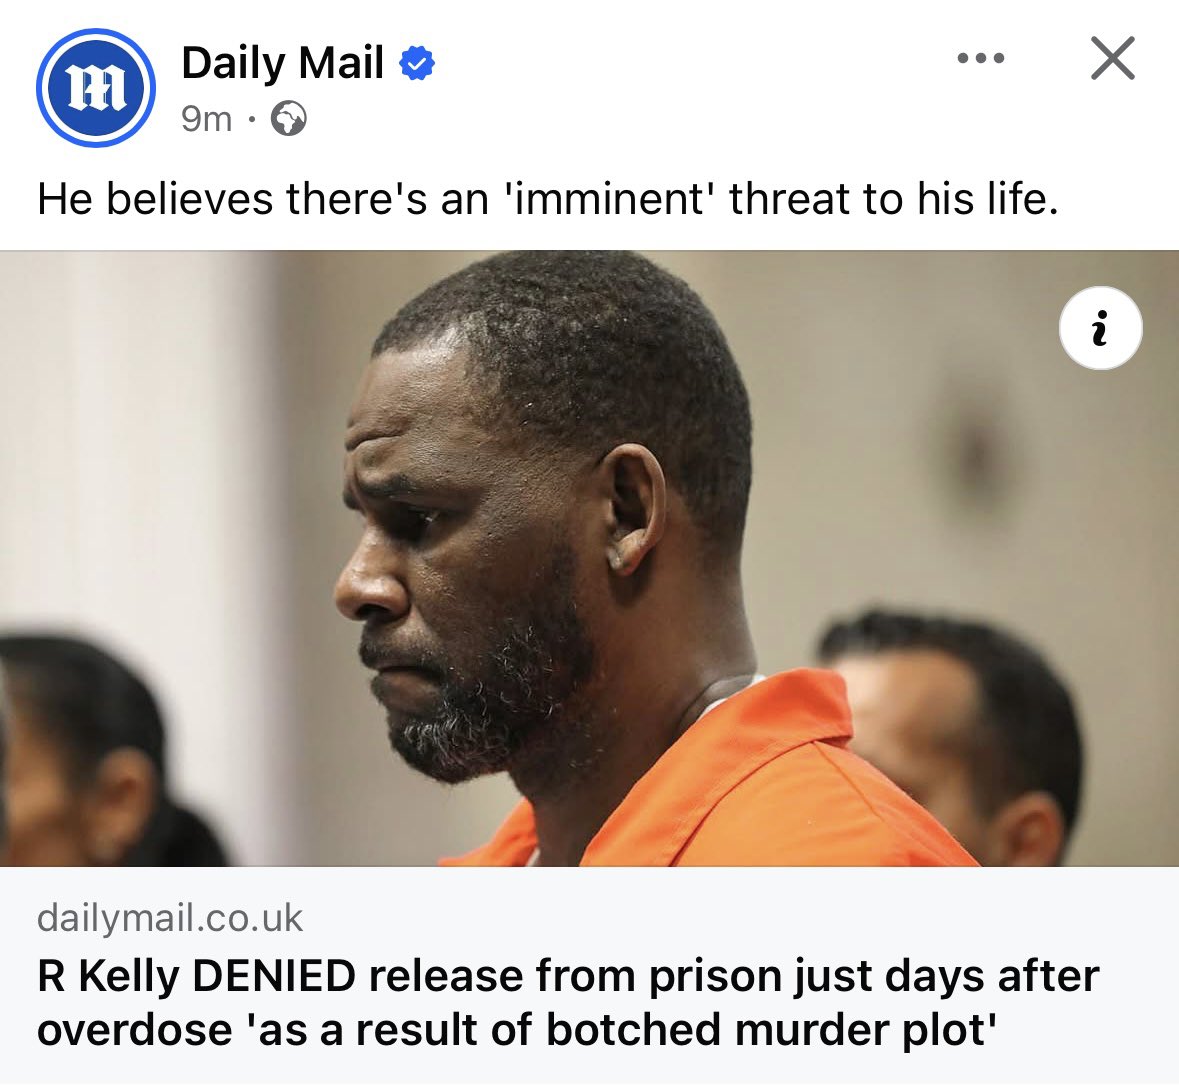 Daily Mail
9m ·
He believes there's an 'imminent' threat to his life.
dailymail.co.uk
R Kelly DENIED release from prison just days after
overdose 'as a result of botched murder plot'